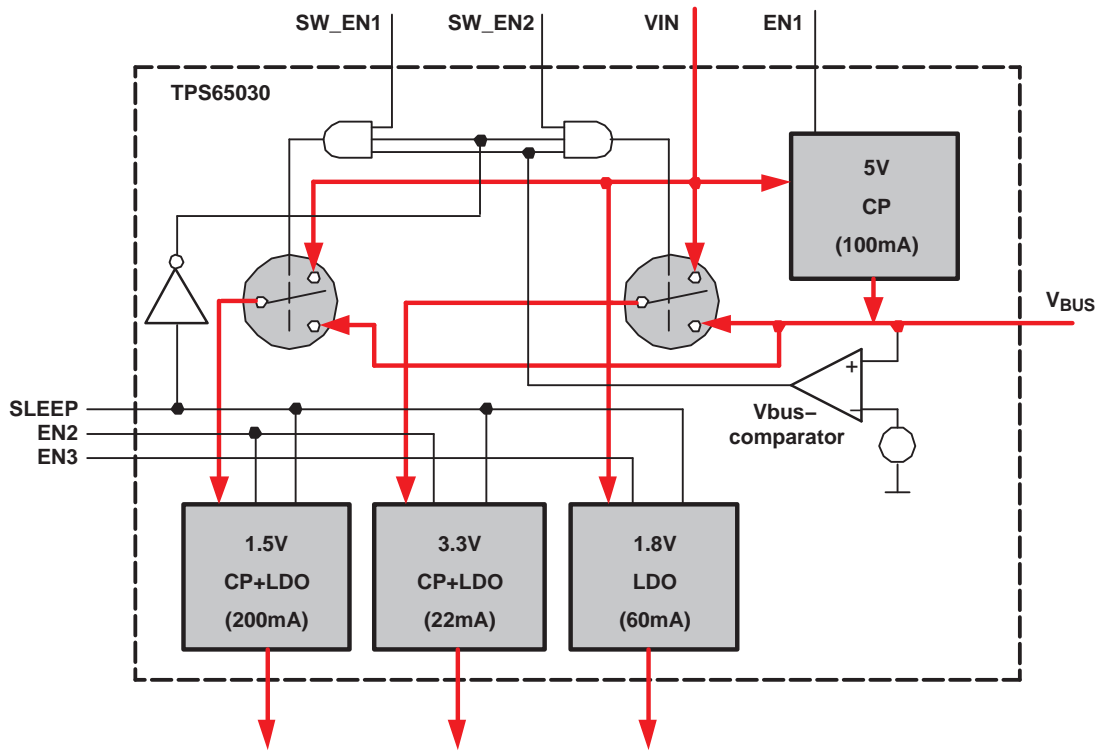 SW_EN1
SW_EN2
VIN
EN1
TPS65030
5V
CP
(100mA)
VBUS
+
−
Vbus−
comparator
SLEEP
EN2
EN3
1.5V
CP+LDO
(200mA)
3.3V
CP+LDO
(22mA)
1.8V
LDO
(60mA)